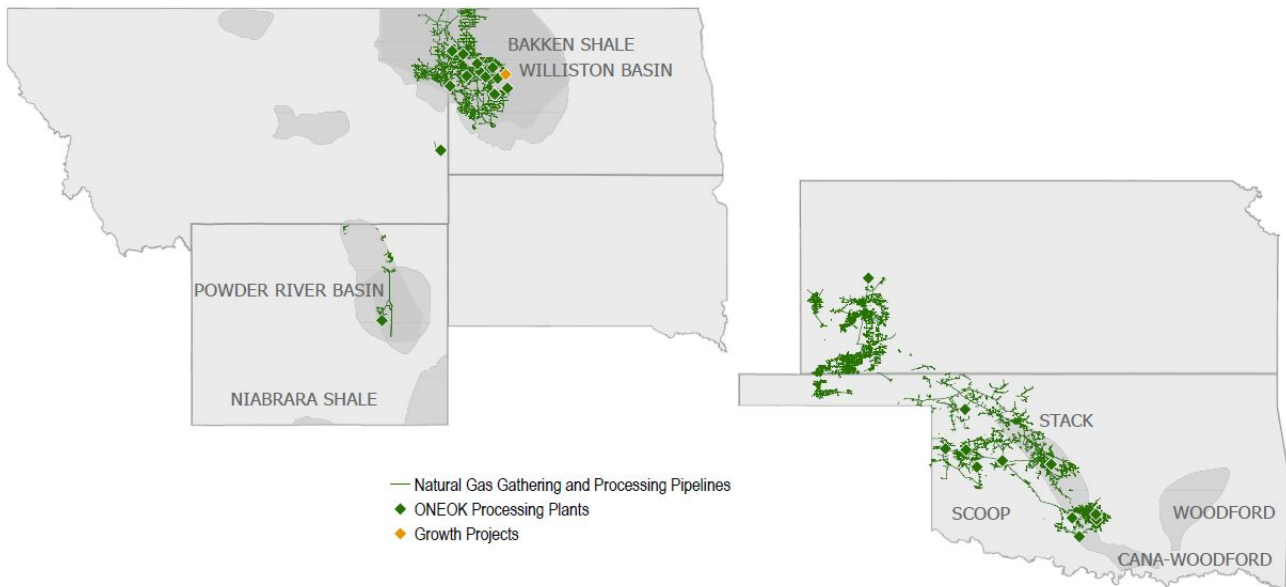 BAKKEN SHALE
WILLISTON BASIN
POWDER RIVER BASIN
NIABRARA SHALE
STACK
SCOOP
WOODFORD
CANA-WOODFORD
Natural Gas Gathering and Processing Pipelines
ONEOK Processing Plants
Growth Projects